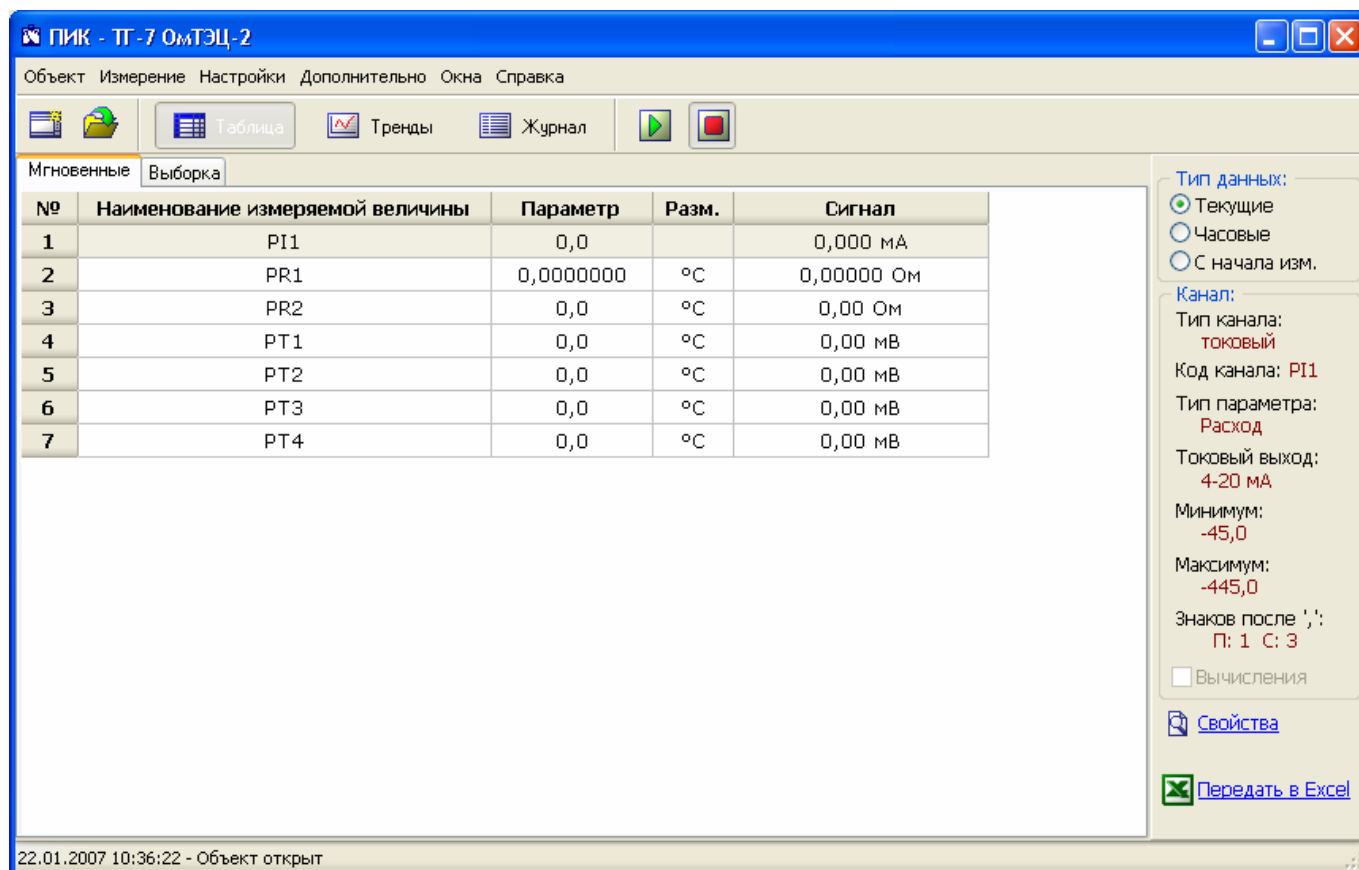 ПИК - ТГ-7 ОмТЭЦ-2
Объект Измерение Настройки Дополнительно Окна Справка
Таблица Тренды Журнал
Мгновенные Выборка
№ Наименование измеряемой величины Параметр Разм. Сигнал
1 PI1 0,0 0,000 мА
2 PR1 0,0000000 °C 0,00000 Ом
3 PR2 0,0 °C 0,00 Ом
4 PT1 0,0 °C 0,00 мВ
5 PT2 0,0 °C 0,00 мВ
6 PT3 0,0 °C 0,00 мВ
7 PT4 0,0 °C 0,00 мВ
Тип данных:
Текущие
Часовые
С начала изм.
Канал:
Тип канала:
токовый
Код канала: PI1
Тип параметра:
Расход
Токовый выход:
4-20 мА
Минимум:
-45,0
Максимум:
-445,0
Знаков после ',':
П: 1 С: 3
Вычисления
Свойства
Передать в Excel
22.01.2007 10:36:22 - Объект открыт